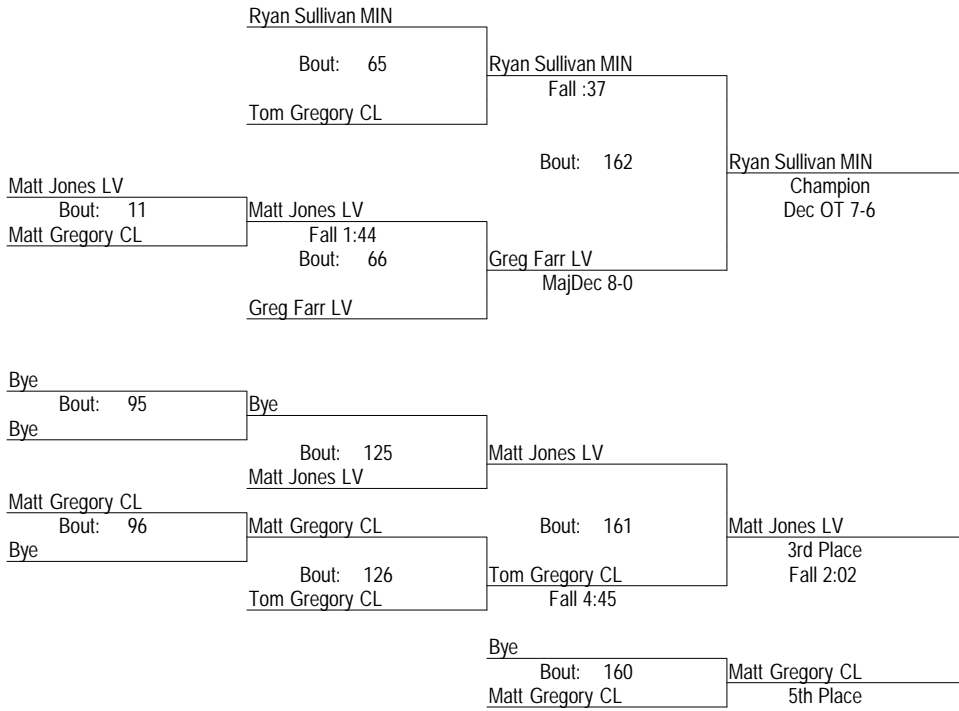 Ryan Sullivan MIN
Bout: 65
Ryan Sullivan MIN
Fall :37
Tom Gregory CL
Bout: 162
Ryan Sullivan MIN
Champion
Dec OT 7-6
Matt Jones LV
Bout: 11
Matt Jones LV
Matt Gregory CL
Fall 1:44
Bout: 66
Greg Farr LV
MajDec 8-0
Greg Farr LV
Bye
Bout: 95
Bye
Bye
Bout: 125
Matt Jones LV
Matt Jones LV
Matt Gregory CL
Bout: 96
Matt Gregory CL
Bout: 161
Matt Jones LV
Bye
3rd Place
Bout: 126
Tom Gregory CL
Fall 2:02
Tom Gregory CL
Fall 4:45
Bye
Bout: 160
Matt Gregory CL
Matt Gregory CL
5th Place